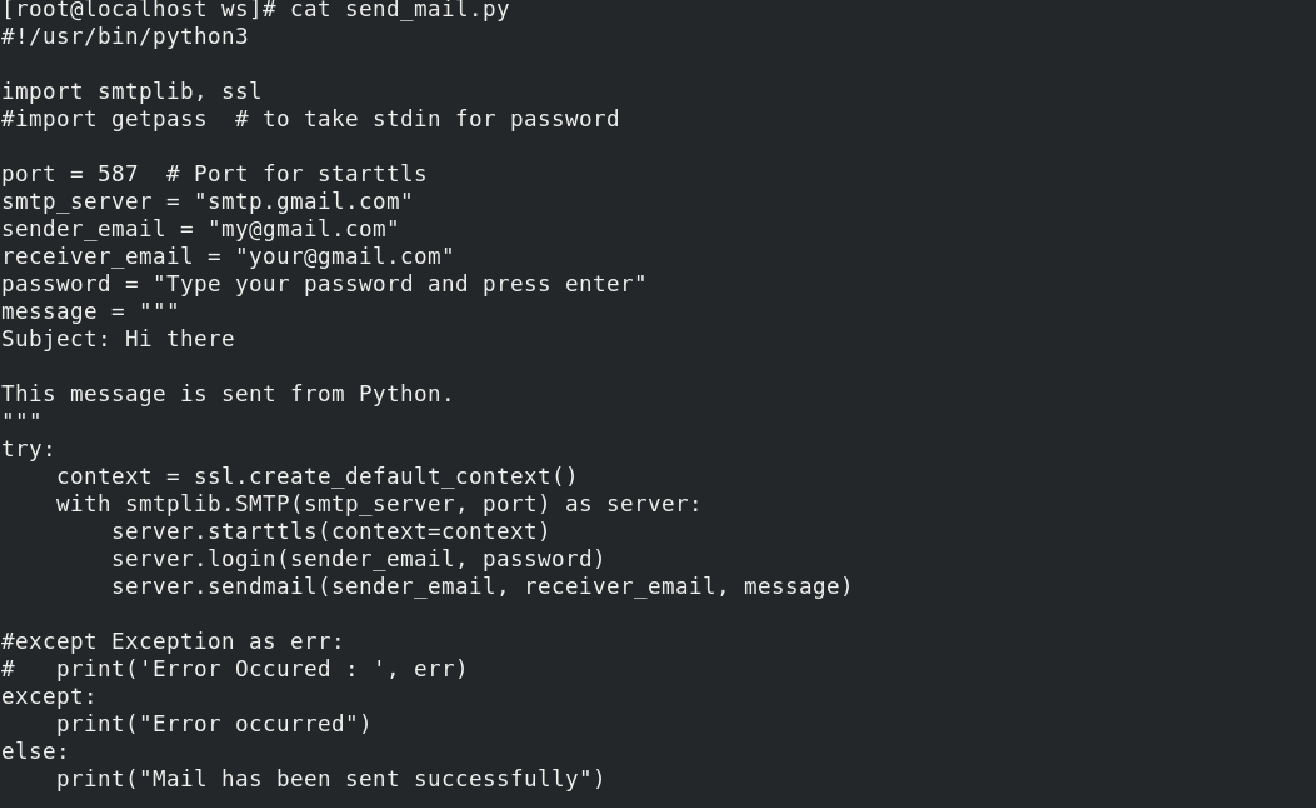 [root@localhost ws]# cat send_mail.py
#!/usr/bin/python3
import smtplib, ssl
#import getpass  # to take stdin for password
port = 587  # Port for starttls
smtp_server = "smtp.gmail.com"
sender_email = "my@gmail.com"
receiver_email = "your@gmail.com"
password = "Type your password and press enter"
message = """
Subject: Hi there
This message is sent from Python.
"""
try:
    context = ssl.create_default_context()
    with smtplib.SMTP(smtp_server, port) as server:
        server.starttls(context=context)
        server.login(sender_email, password)
        server.sendmail(sender_email, receiver_email, message)
#except Exception as err:
#   print('Error Occured : ', err)
except:
    print("Error occurred")
else:
    print("Mail has been sent successfully")